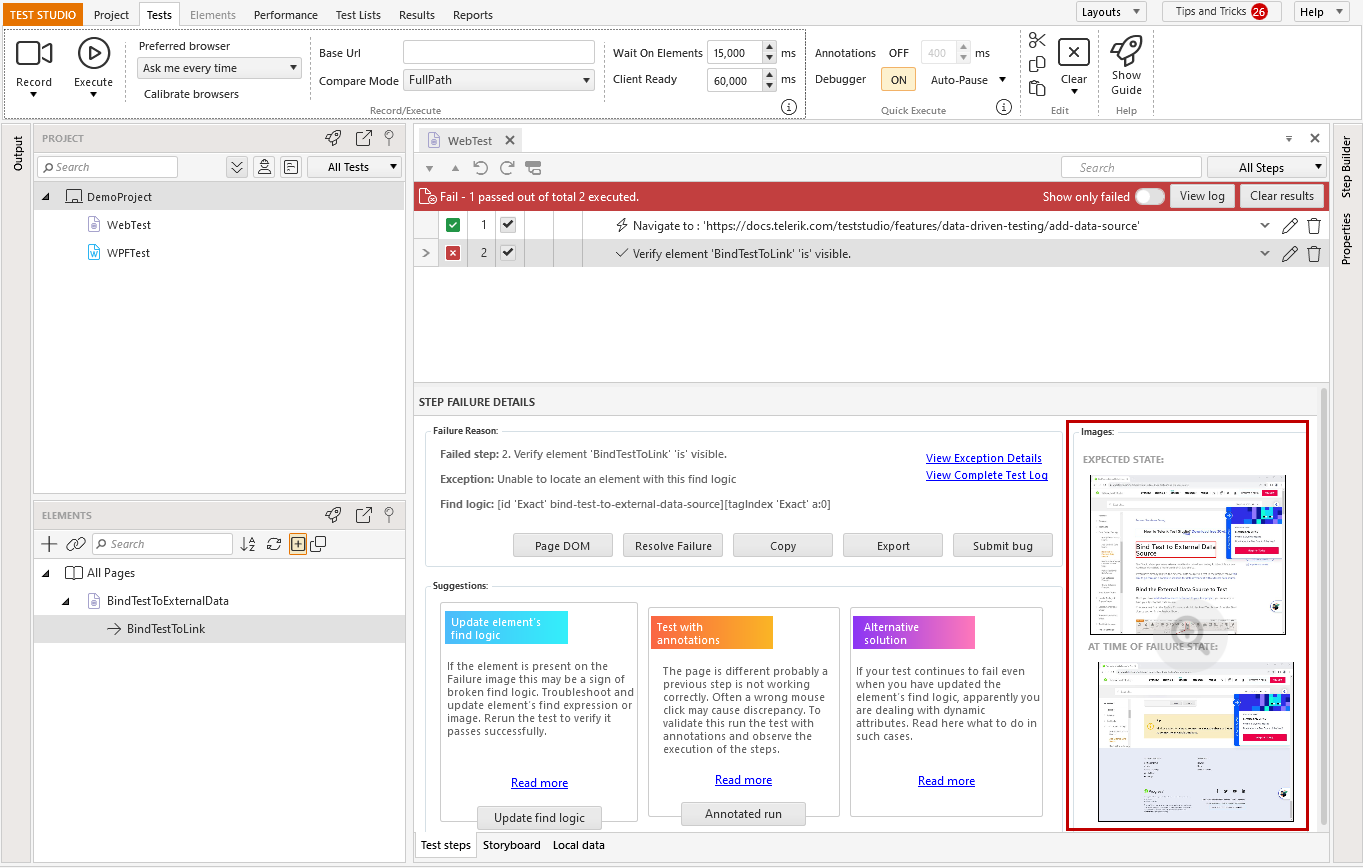 TEST STUDIO Project Tests Elements Performance Test Lists Results Reports Layouts Tips and Tricks 26 Help
Record
Execute
Preferred browser
Ask me every time
Calibrate browsers
Base Url
Compare Mode FullPath
Wait On Elements 15,000 ms
Client Ready 60,000 ms
Record/Execute
Annotations OFF 400 ms
Debugger ON Auto-Pause
Quick Execute
Clear
Edit
Show
Guide
Help
Output
PROJECT
Search All Tests
DemoProject
WebTest
WPFTest
ELEMENTS
Search
All Pages
BindTestToExternalData
BindTestToLink
WebTest
Search All Steps
Fail - 1 passed out of total 2 executed. Show only failed View log Clear results
1 Navigate to : 'https://docs.telerik.com/teststudio/features/data-driven-testing/add-data-source'
2 Verify element 'BindTestToLink' 'is' visible.
STEP FAILURE DETAILS
Failure Reason:
Failed step: 2. Verify element 'BindTestToLink' 'is' visible.
Exception: Unable to locate an element with this find logic
Find logic: [id 'Exact' bind-test-to-external-data-source][tagIndex 'Exact' a:0]
View Exception Details
View Complete Test Log
Page DOM Resolve Failure Copy Export Submit bug
Suggestions:
Update element's
find logic
If the element is present on the
Failure image this may be a sign of
broken find logic. Troubleshoot and
update element's find expression or
image. Rerun the test to verify it
passes successfully.
Read more
Update find logic
Test with
annotations
The page is different probably a
previous step is not working
correctly. Often a wrong mouse
click may cause discrepancy. To
validate this run the test with
annotations and observe the
execution of the steps.
Read more
Annotated run
Alternative
solution
If your test continues to fail even
when you have updated the
element's find logic, apparently you
are dealing with dynamic
attributes. Read here what to do in
such cases.
Read more
Images:
EXPECTED STATE:
Bind Test to External Data
Source
Bind the External Data Source to Test
AT TIME OF FAILURE STATE:
Test steps Storyboard Local data
Step Builder
Properties